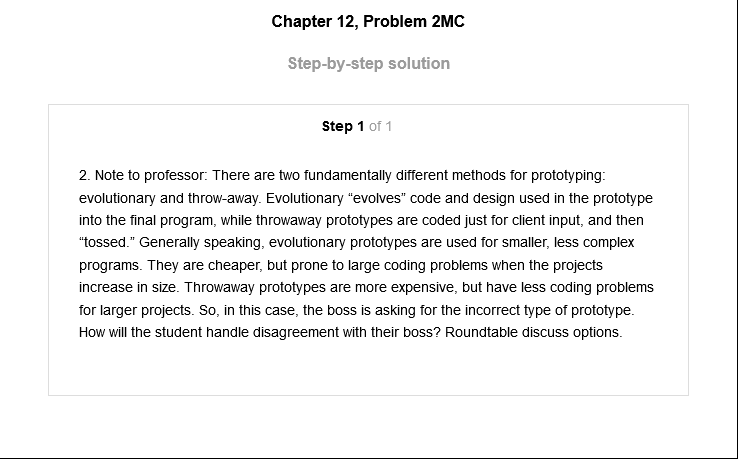 Chapter 12, Problem 2MC
Step-by-step solution
Step 1 of 1
2. Note to professor: There are two fundamentally different methods for prototyping:
evolutionary and throw-away. Evolutionary “evolves” code and design used in the prototype
into the final program, while throwaway prototypes are coded just for client input, and then
“tossed.” Generally speaking, evolutionary prototypes are used for smaller, less complex
programs. They are cheaper, but prone to large coding problems when the projects
increase in size. Throwaway prototypes are more expensive, but have less coding problems
for larger projects. So, in this case, the boss is asking for the incorrect type of prototype.
How will the student handle disagreement with their boss? Roundtable discuss options.